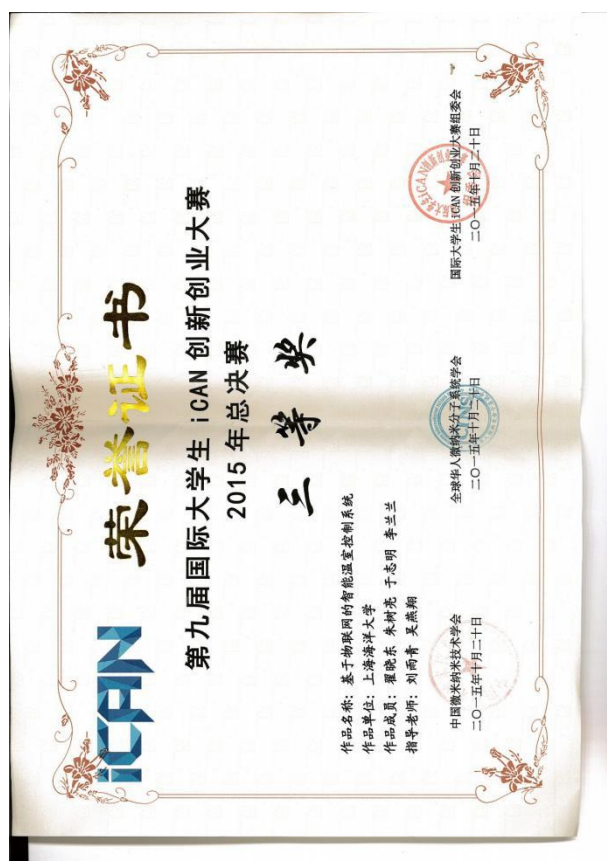 iCAN
荣誉证书
第九届国际大学生 iCAN 创新创业大赛
2015 年总决赛
三等奖
作品名称：基于物联网的智能温室控制系统
作品单位：上海海洋大学
作品成员：瞿晓东 朱树亮 于志明 李兰兰
指导老师：刘雨青 吴燕翔
中国微米纳米技术学会
二〇一五年十月二十日
全球华人微纳米分子系统学会
二〇一五年十月二十日
国际大学生 iCAN 创新创业大赛组委会
二〇一五年十月二十日